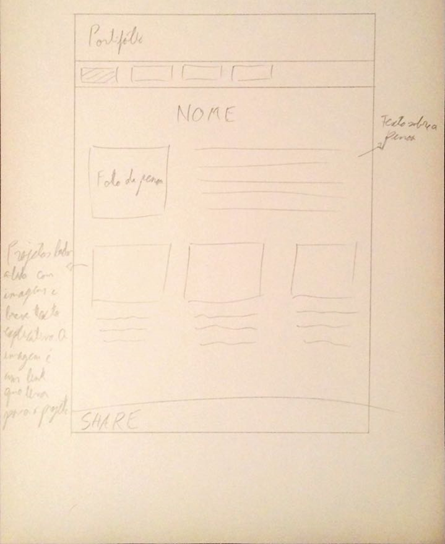 Portifólio
NOME
Texto sobre a
pessoa
Foto da pessoa
Projetos lado
a lado com
imagem e
breve texto
explicativo. A
imagem é
um link
que leva
para o projeto
SHARE